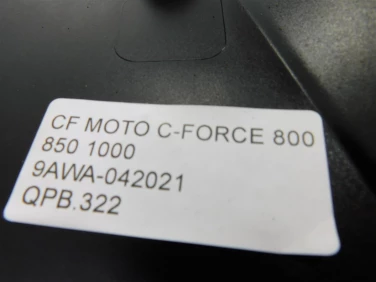 CF MOTO C-FORCE 800
850 1000
9AWA-042021
QPB.322